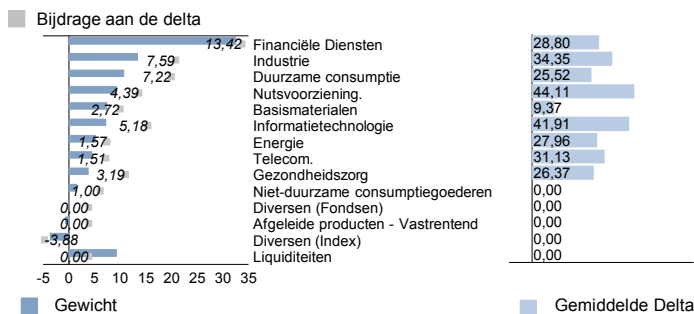 Bijdrage aan de delta
13,42 Financiële Diensten 28,80
7,59 Industrie 34,35
7,22 Duurzame consumptie 25,52
4,39 Nutsvoorziening. 44,11
2,72 Basismaterialen 9,37
5,18 Informatietechnologie 41,91
1,57 Energie 27,96
1,51 Telecom. 31,13
3,19 Gezondheidszorg 26,37
1,00 Niet-duurzame consumptiegoederen 0,00
0,00 Diversen (Fondsen) 0,00
0,00 Afgeleide producten - Vastrentend 0,00
-3,88 Diversen (Index) 0,00
0,00 Liquiditeiten 0,00
-5 0 5 10 15 20 25 30 35
Gewicht Gemiddelde Delta